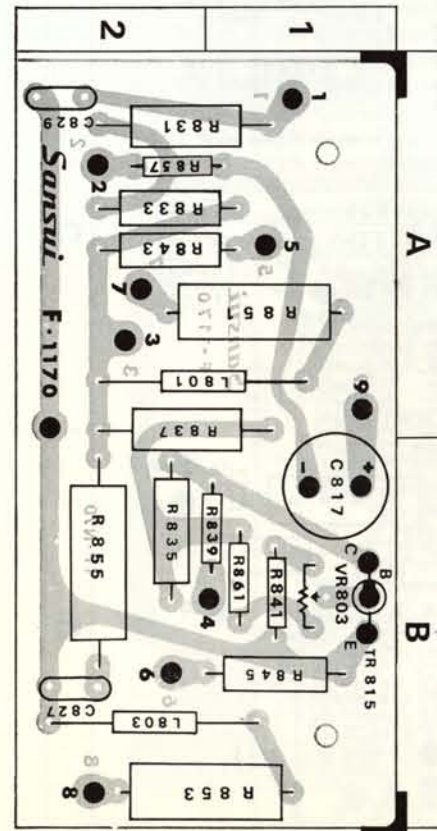 2
1
A
B
C829
R831
1
2
R857
R833
R843
5
7
R857
3
L801
9
R837
Sansui
F-1170
- C817 +
R855
R835
R839
R861
R841
C
B
VR803
E
TR815
4
6
R845
C827
L803
8
R853